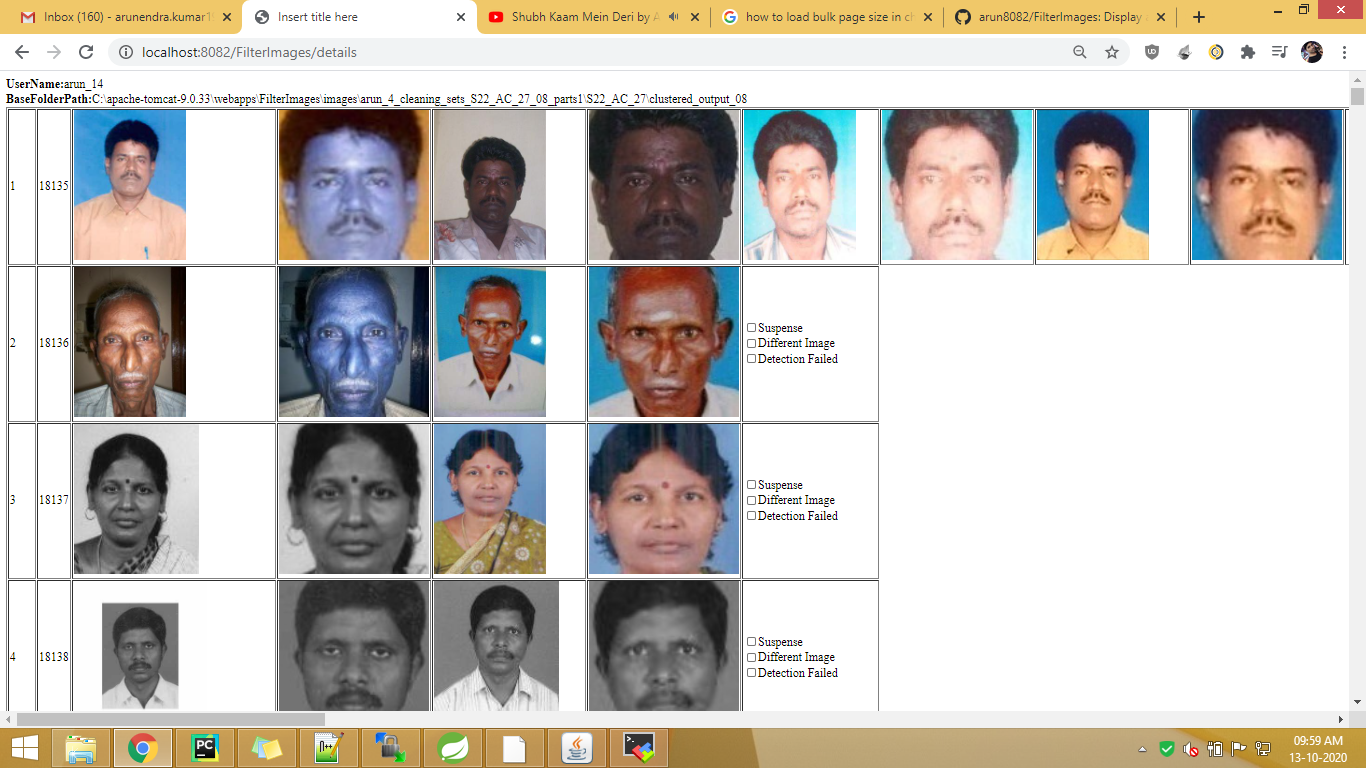 Inbox (160) - arunendra.kumar1
Insert title here
Shubh Kaam Mein Deri by A
how to load bulk page size in ch
arun8082/FilterImages: Display a
localhost:8082/FilterImages/details
UserName:arun_14
BaseFolderPath:C:\apache-tomcat-9.0.33\webapps\FilterImages\images\arun_4_cleaning_sets_S22_AC_27_08_parts1\S22_AC_27\clustered_output_08
1 18135
2 18136
Suspense
Different Image
Detection Failed
3 18137
Suspense
Different Image
Detection Failed
4 18138
Suspense
Different Image
Detection Failed
PC
N++
09:59 AM
13-10-2020